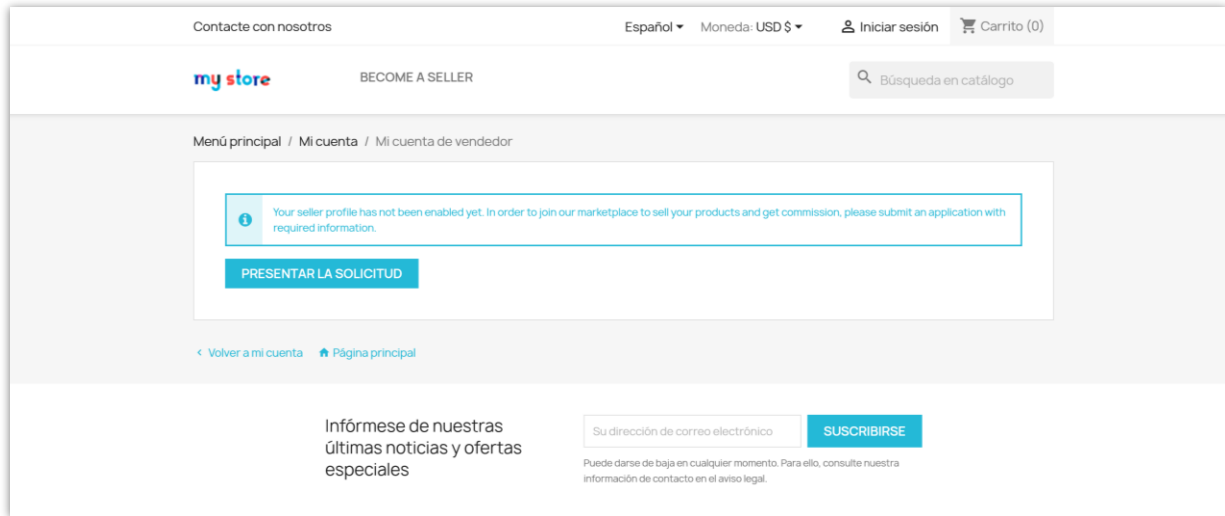 Contacte con nosotros
Español
Moneda: USD $
Iniciar sesión
Carrito (0)
my store
BECOME A SELLER
Búsqueda en catálogo
Menú principal / Mi cuenta / Mi cuenta de vendedor
Your seller profile has not been enabled yet. In order to join our marketplace to sell your products and get commission, please submit an application with
required information.
PRESENTAR LA SOLICITUD
Volver a mi cuenta
Página principal
Infórmese de nuestras
últimas noticias y ofertas
especiales
Su dirección de correo electrónico
SUSCRIBIRSE
Puede darse de baja en cualquier momento. Para ello, consulte nuestra
información de contacto en el aviso legal.